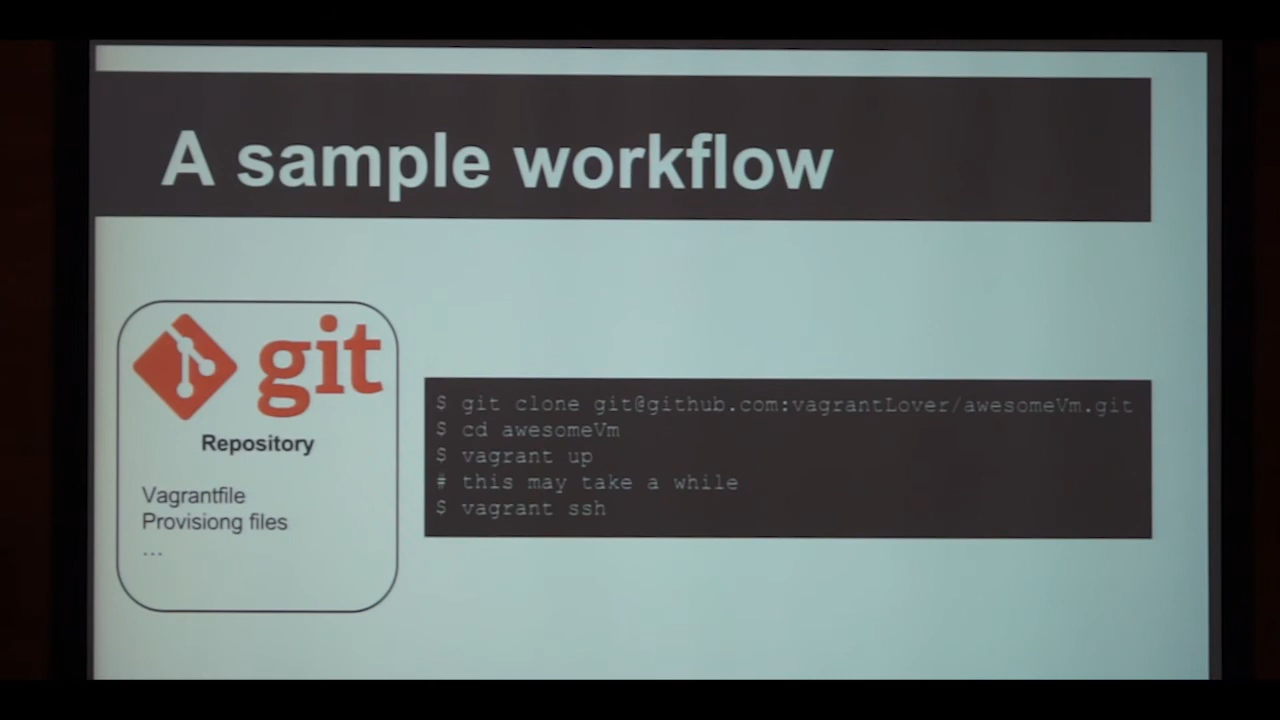 A sample workflow
git
Repository
Vagrantfile
Provisiong files
...
$ git clone git@github.com:vagrantLover/awesomeVm.git
$ cd awesomeVm
$ vagrant up
# this may take a while
$ vagrant ssh